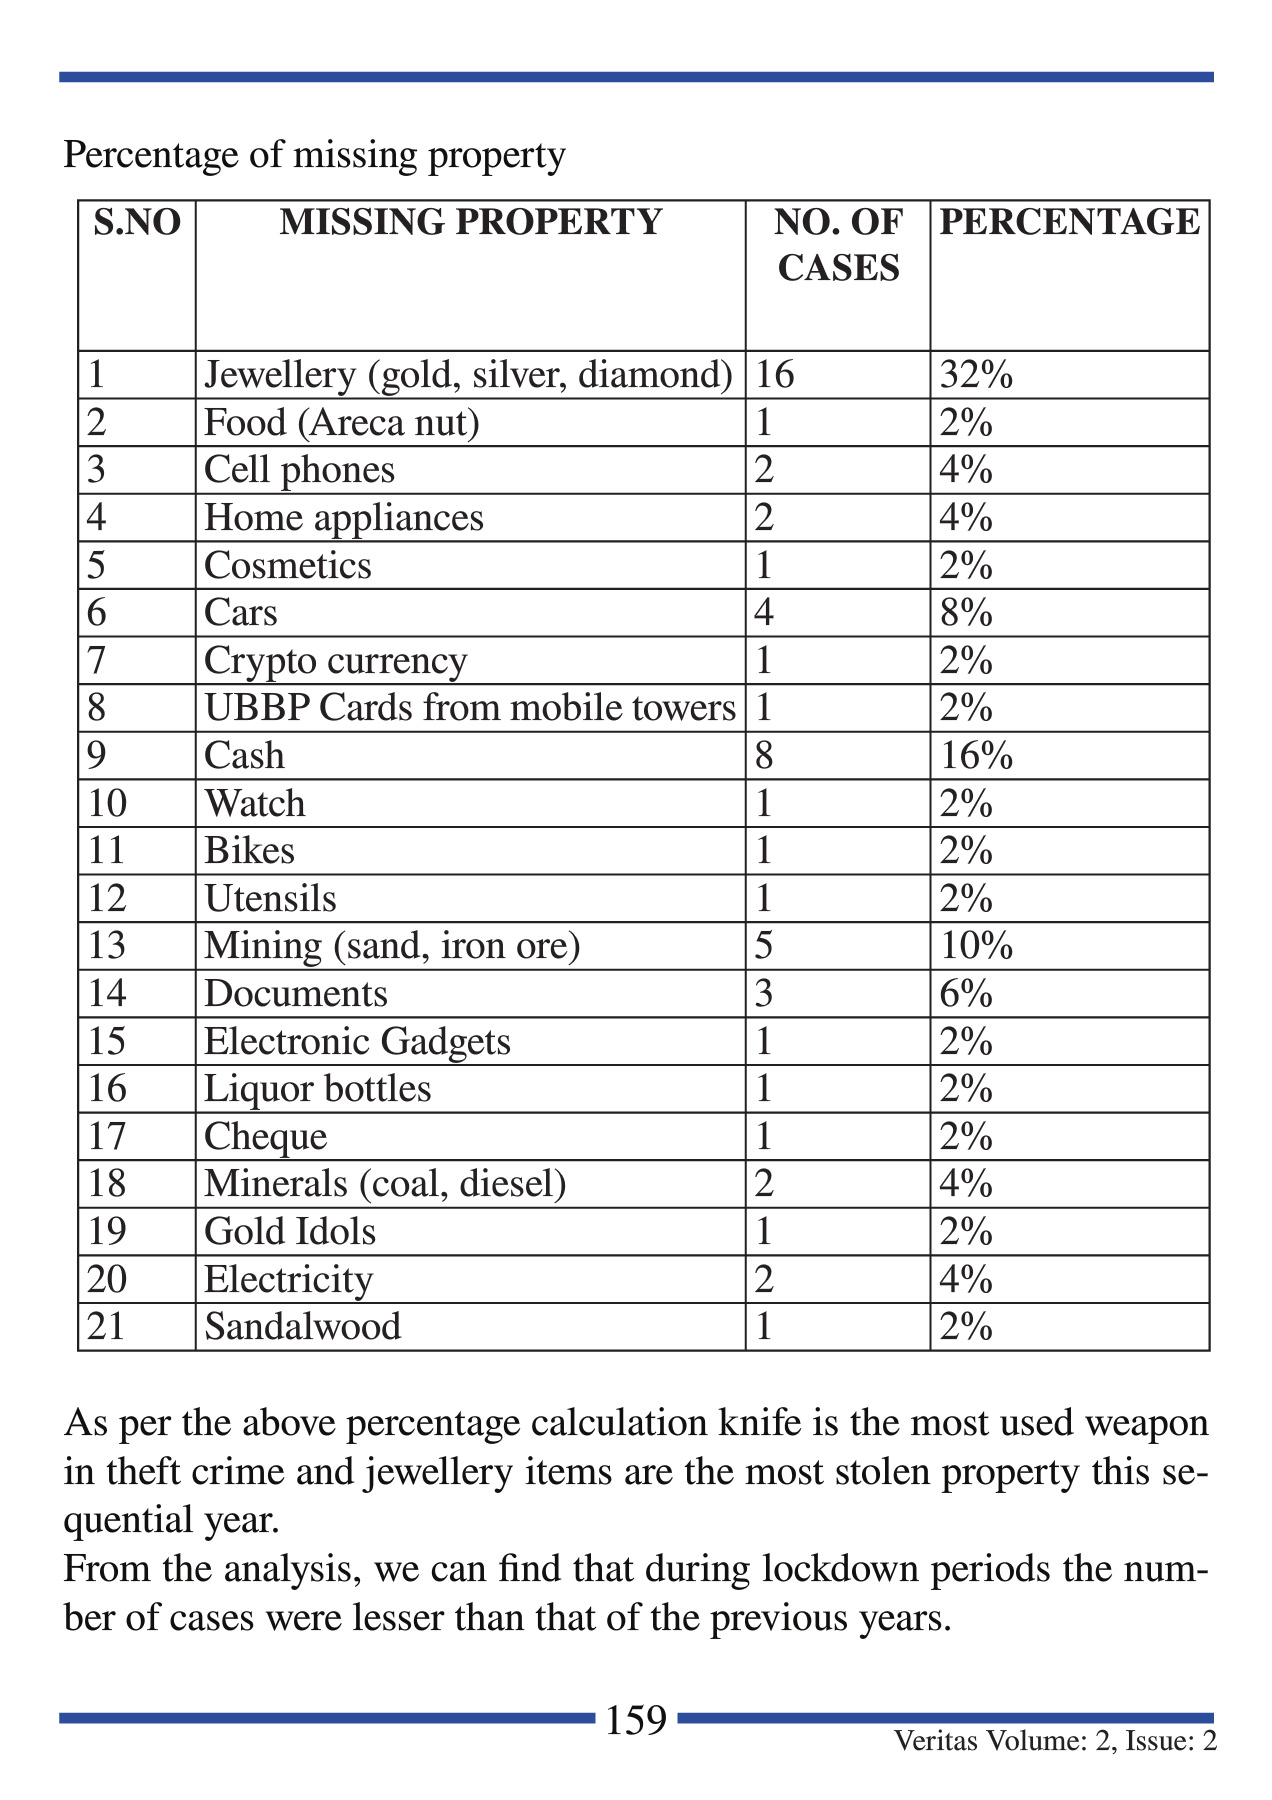 Percentage of missing property
S.NO MISSING PROPERTY NO. OF PERCENTAGE
CASES
1 Jewellery (gold, silver, diamond) 16 32%
2 Food (Areca nut) 1 2%
3 Cell phones 2 4%
4 Home appliances 2 4%
5 Cosmetics 1 2%
6 Cars 4 8%
7 Crypto currency 1 2%
8 UBBP Cards from mobile towers 1 2%
9 Cash 8 16%
10 Watch 1 2%
11 Bikes 1 2%
12 Utensils 1 2%
13 Mining (sand, iron ore) 5 10%
14 Documents 3 6%
15 Electronic Gadgets 1 2%
16 Liquor bottles 1 2%
17 Cheque 1 2%
18 Minerals (coal, diesel) 2 4%
19 Gold Idols 1 2%
20 Electricity 2 4%
21 Sandalwood 1 2%
As per the above percentage calculation knife is the most used weapon
in theft crime and jewellery items are the most stolen property this se-
quential year.
From the analysis, we can find that during lockdown periods the num-
ber of cases were lesser than that of the previous years.
159
Veritas Volume: 2, Issue: 2